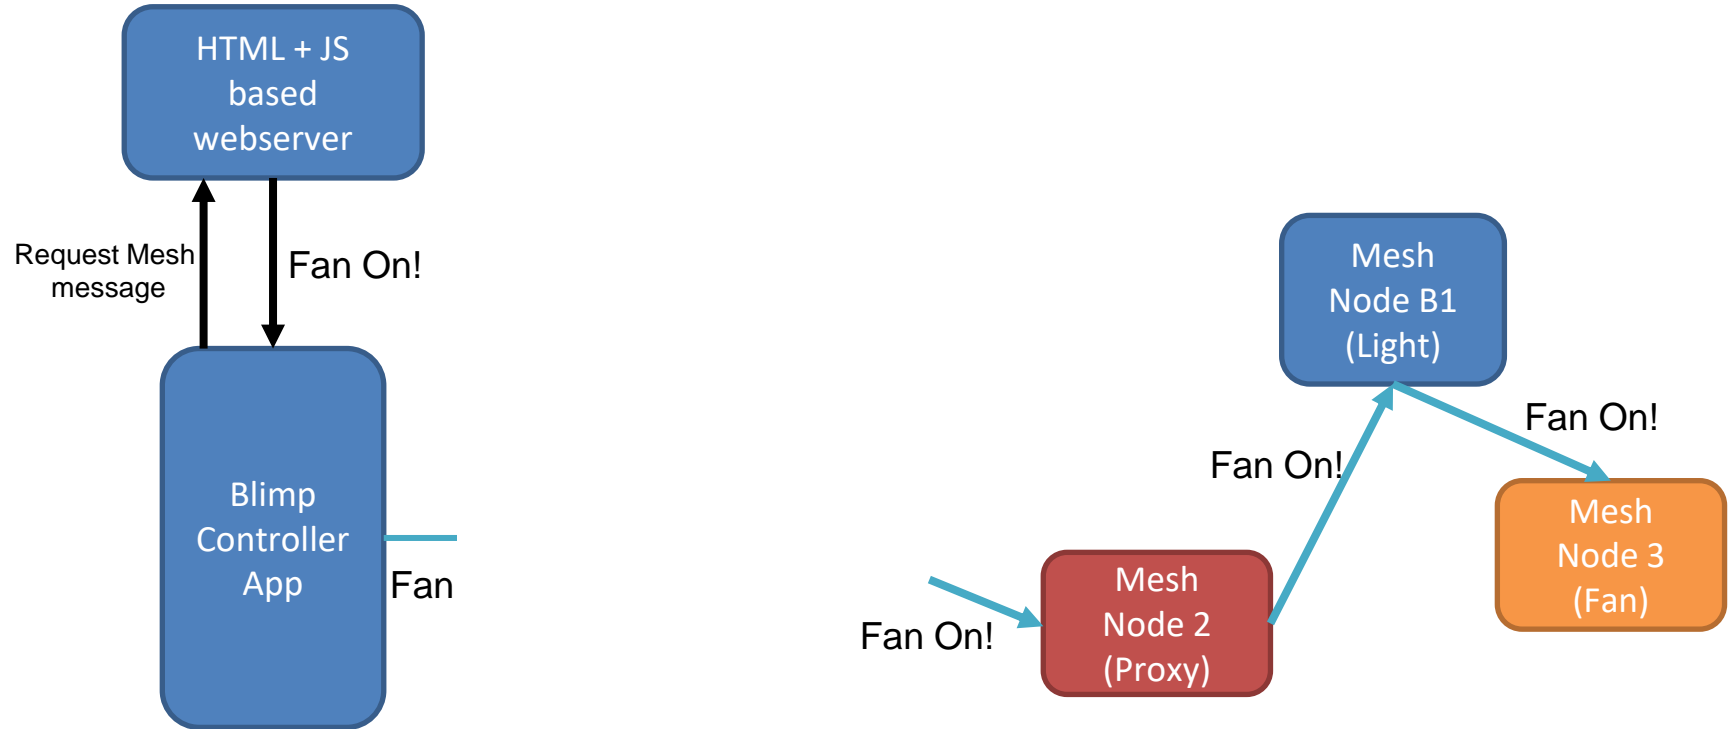 HTML + JS
based
webserver
Request Mesh
message
Fan On!
Blimp
Controller
App
Fan
Fan On!
Mesh
Node 2
(Proxy)
Fan On!
Mesh
Node B1
(Light)
Fan On!
Mesh
Node 3
(Fan)